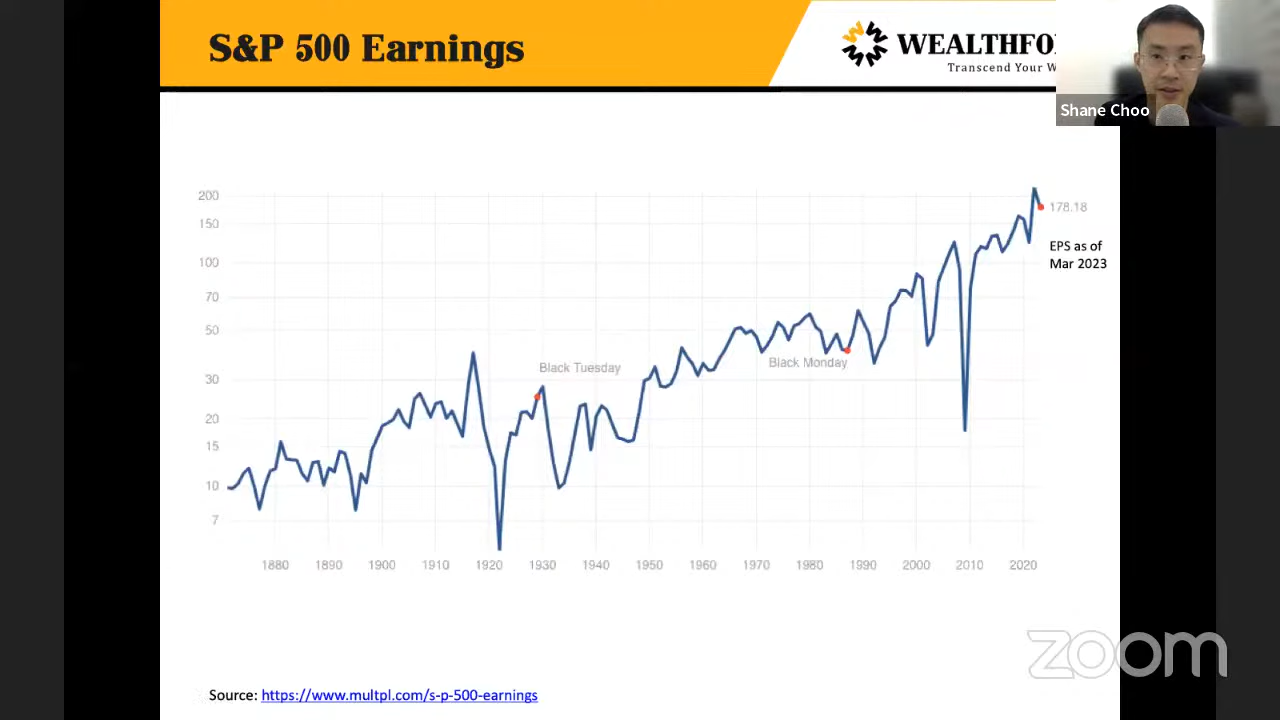 S&P 500 Earnings
WEALTHFO
Transcend Your W
Shane Choo
200
150
100
70
50
30
20
15
10
7
178.18
EPS as of
Mar 2023
Black Tuesday
Black Monday
1880 1890 1900 1910 1920 1930 1940 1950 1960 1970 1980 1990 2000 2010 2020
zoom
Source: https://www.multpl.com/s-p-500-earnings